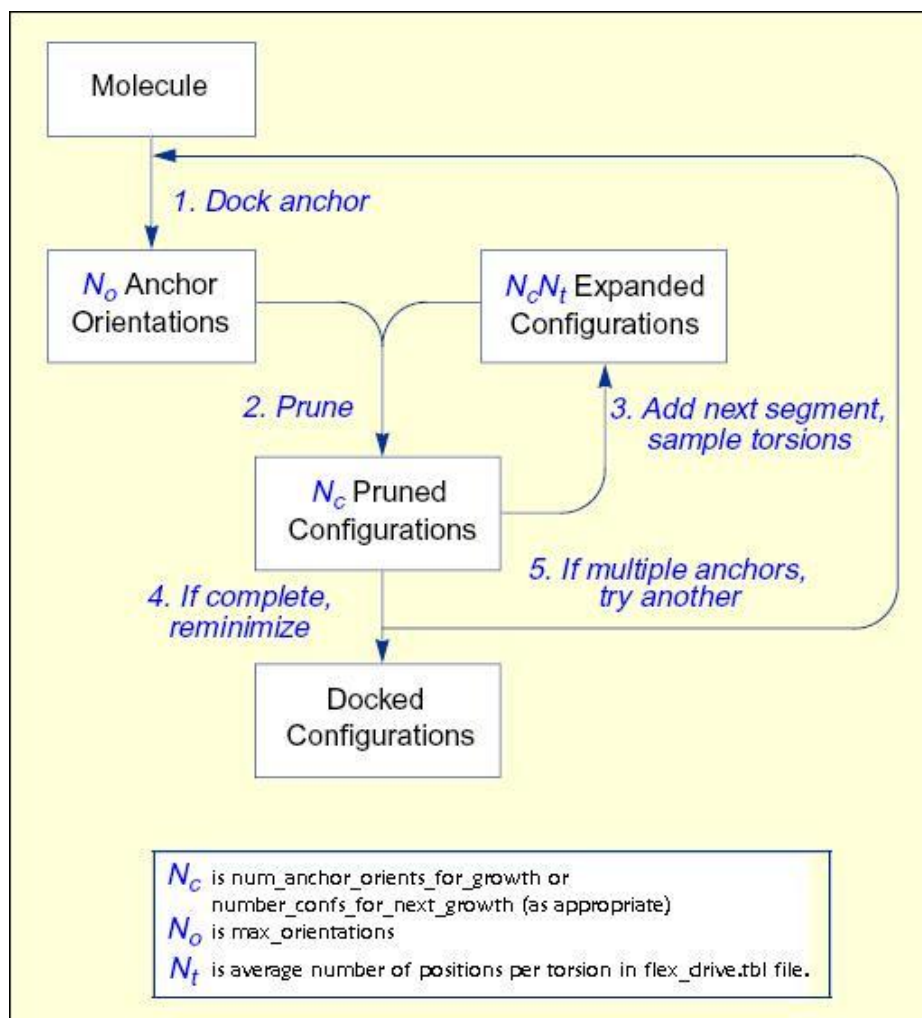 Molecule
1. Dock anchor
No Anchor
Orientations
NcNt Expanded
Configurations
2. Prune
3. Add next segment,
sample torsions
Nc Pruned
Configurations
4. If complete,
reminimize
5. If multiple anchors,
try another
Docked
Configurations
Nc is num_anchor_orients_for_growth or
number_confs_for_next_growth (as appropriate)
No is max_orientations
Nt is average number of positions per torsion in flex_drive.tbl file.